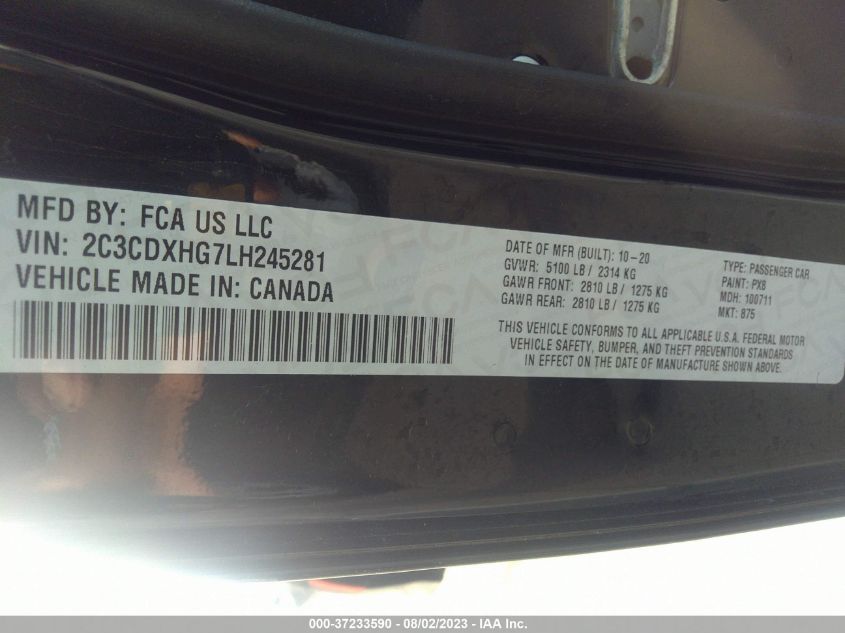 MFD BY: FCA US LLC
VIN: 2C3CDXHG7LH245281
VEHICLE MADE IN: CANADA
DATE OF MFR (BUILT): 10-20
GVWR: 5100 LB / 2314 KG
GAWR FRONT: 2810 LB / 1275 KG
GAWR REAR: 2810 LB / 1275 KG
TYPE: PASSENGER CAR
PAINT: PX8
MDH: 100711
MKT: 875
THIS VEHICLE CONFORMS TO ALL APPLICABLE U.S.A. FEDERAL MOTOR
VEHICLE SAFETY, BUMPER, AND THEFT PREVENTION STANDARDS
IN EFFECT ON THE DATE OF MANUFACTURE SHOWN ABOVE.
000-37233590 - 08/02/2023 - IAA Inc.